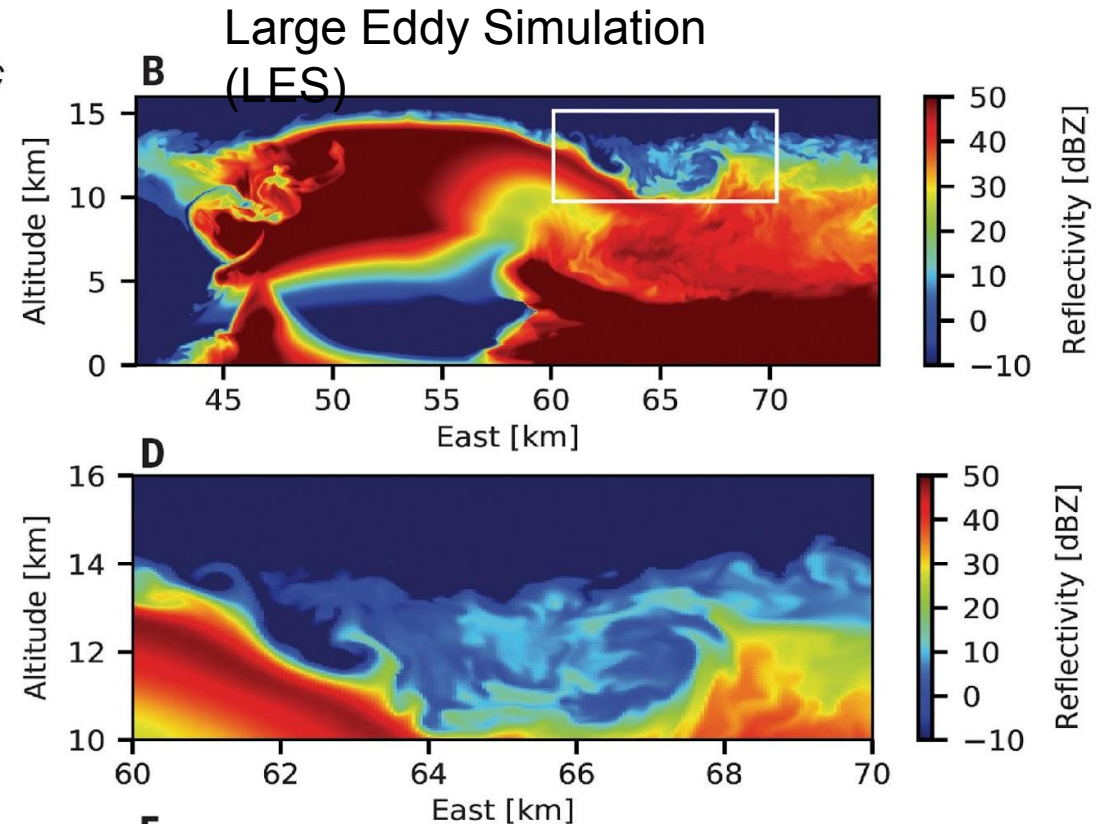 Large Eddy Simulation
(LES)
B
15
10
5
0
Altitude [km]
45 50 55 60 65 70
East [km]
50
40
30
20
10
0
−10
Reflectivity [dBZ]
D
16
14
12
10
Altitude [km]
60 62 64 66 68 70
East [km]
50
40
30
20
10
0
−10
Reflectivity [dBZ]